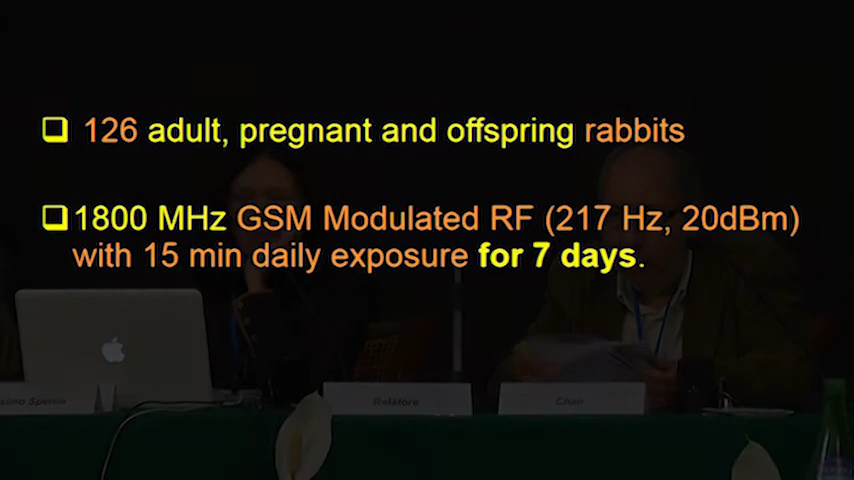 ❑ 126 adult, pregnant and offspring rabbits
❑ 1800 MHz GSM Modulated RF (217 Hz, 20dBm)
with 15 min daily exposure for 7 days.
Relatore
Chair